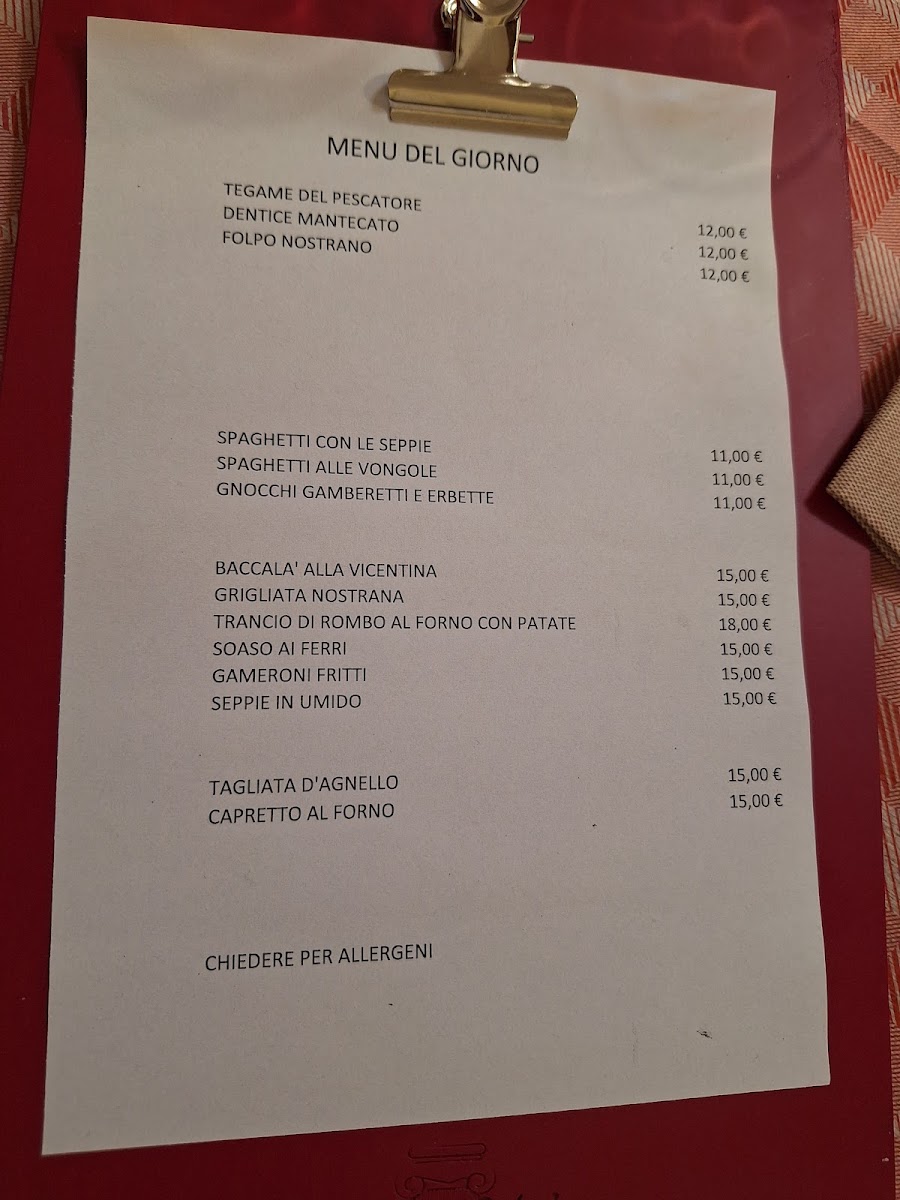 MENU DEL GIORNO
TEGAME DEL PESCATORE 12,00 €
DENTICE MANTECATO 12,00 €
FOLPO NOSTRANO 12,00 €
SPAGHETTI CON LE SEPPIE 11,00 €
SPAGHETTI ALLE VONGOLE 11,00 €
GNOCCHI GAMBERETTI E ERBETTE 11,00 €
BACCALA' ALLA VICENTINA 15,00 €
GRIGLIATA NOSTRANA 15,00 €
TRANCIO DI ROMBO AL FORNO CON PATATE 18,00 €
SOASO AI FERRI 15,00 €
GAMERONI FRITTI 15,00 €
SEPPIE IN UMIDO 15,00 €
TAGLIATA D'AGNELLO 15,00 €
CAPRETTO AL FORNO 15,00 €
CHIEDERE PER ALLERGENI